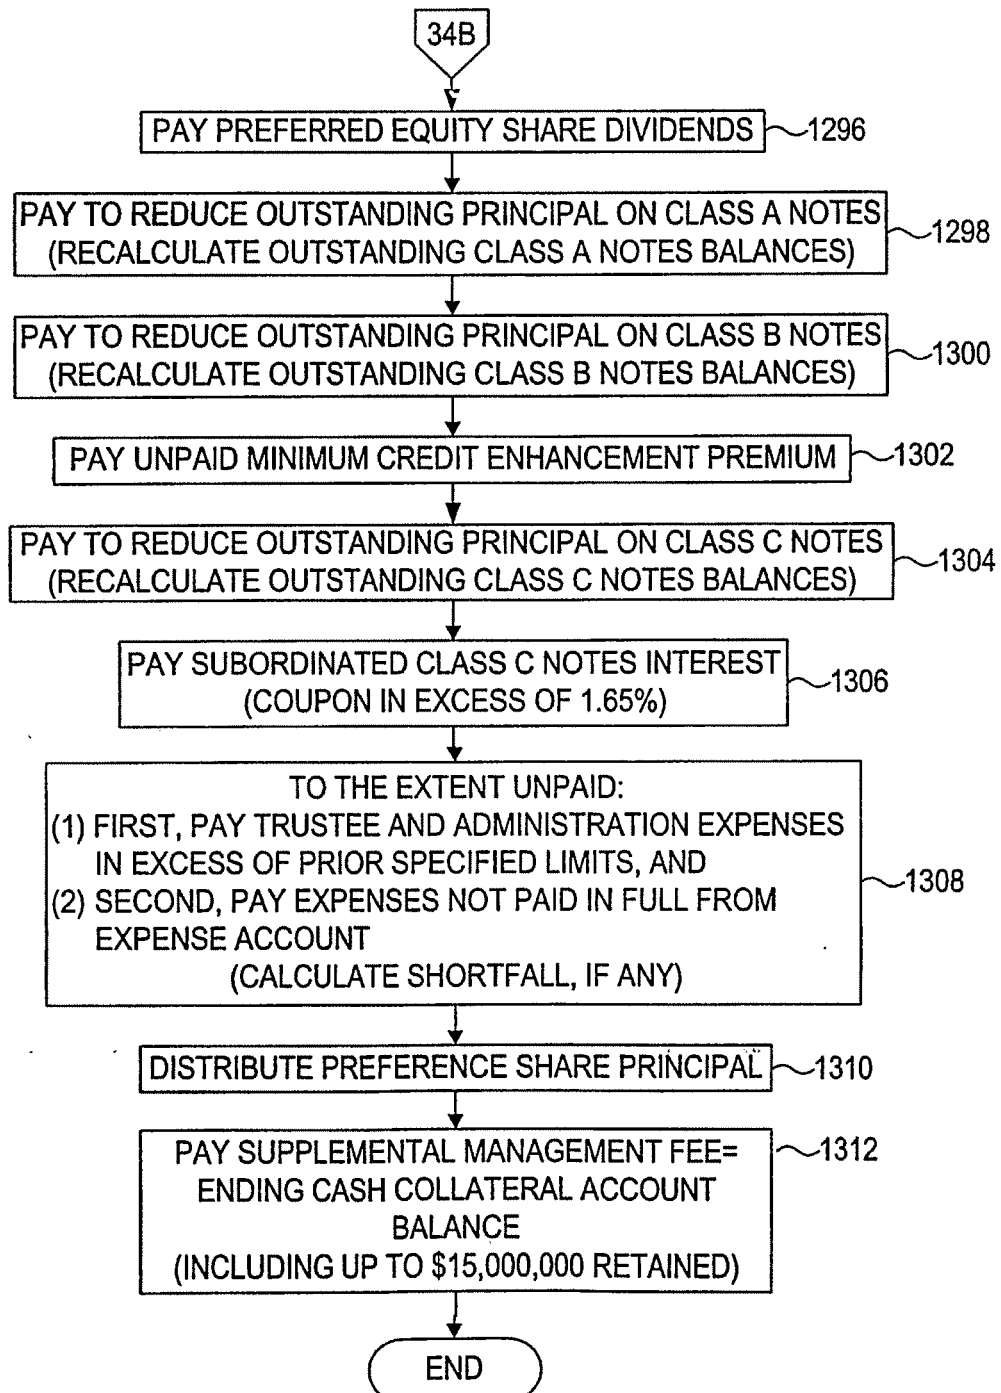 34B
PAY PREFERRED EQUITY SHARE DIVIDENDS
1296
PAY TO REDUCE OUTSTANDING PRINCIPAL ON CLASS A NOTES
(RECALCULATE OUTSTANDING CLASS A NOTES BALANCES)
1298
PAY TO REDUCE OUTSTANDING PRINCIPAL ON CLASS B NOTES
(RECALCULATE OUTSTANDING CLASS B NOTES BALANCES)
1300
PAY UNPAID MINIMUM CREDIT ENHANCEMENT PREMIUM
1302
PAY TO REDUCE OUTSTANDING PRINCIPAL ON CLASS C NOTES
(RECALCULATE OUTSTANDING CLASS C NOTES BALANCES)
1304
PAY SUBORDINATED CLASS C NOTES INTEREST
(COUPON IN EXCESS OF 1.65%)
1306
TO THE EXTENT UNPAID:
(1) FIRST, PAY TRUSTEE AND ADMINISTRATION EXPENSES
IN EXCESS OF PRIOR SPECIFIED LIMITS, AND
(2) SECOND, PAY EXPENSES NOT PAID IN FULL FROM
EXPENSE ACCOUNT
(CALCULATE SHORTFALL, IF ANY)
1308
DISTRIBUTE PREFERENCE SHARE PRINCIPAL
1310
PAY SUPPLEMENTAL MANAGEMENT FEE=
ENDING CASH COLLATERAL ACCOUNT
BALANCE
(INCLUDING UP TO $15,000,000 RETAINED)
1312
END